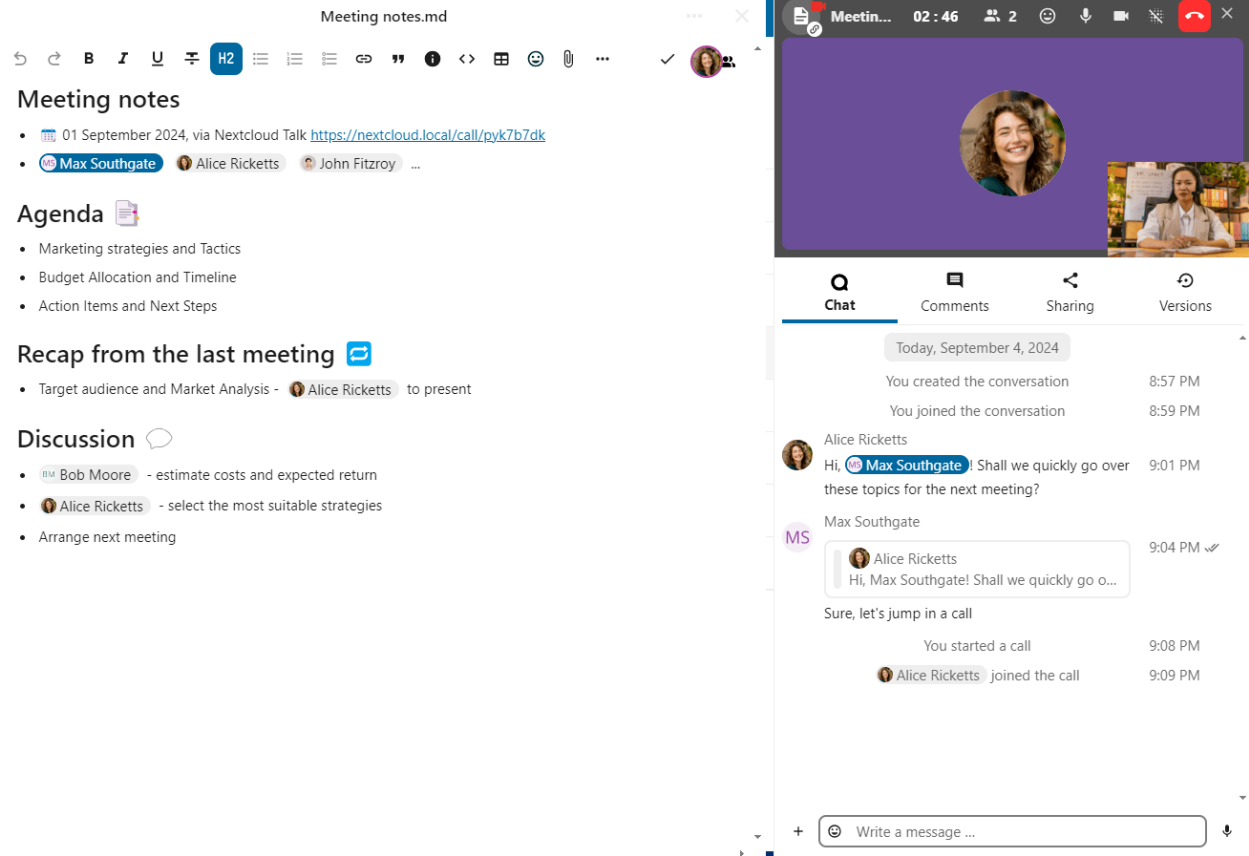 Meeting notes.md
H2
Meeting notes
01 September 2024, via Nextcloud Talk https://nextcloud.local/call/pyk7b7dk
MS Max Southgate Alice Ricketts John Fitzroy ...
Agenda
Marketing strategies and Tactics
Budget Allocation and Timeline
Action Items and Next Steps
Recap from the last meeting
Target audience and Market Analysis - Alice Ricketts to present
Discussion
BM Bob Moore - estimate costs and expected return
Alice Ricketts - select the most suitable strategies
Arrange next meeting
Meetin... 02 : 46 2
Chat Comments Sharing Versions
Today, September 4, 2024
You created the conversation 8:57 PM
You joined the conversation 8:59 PM
Alice Ricketts
Hi, MS Max Southgate! Shall we quickly go over 9:01 PM
these topics for the next meeting?
Max Southgate
MS
Alice Ricketts 9:04 PM
Hi, Max Southgate! Shall we quickly go o...
Sure, let's jump in a call
You started a call 9:08 PM
Alice Ricketts joined the call 9:09 PM
Write a message ...